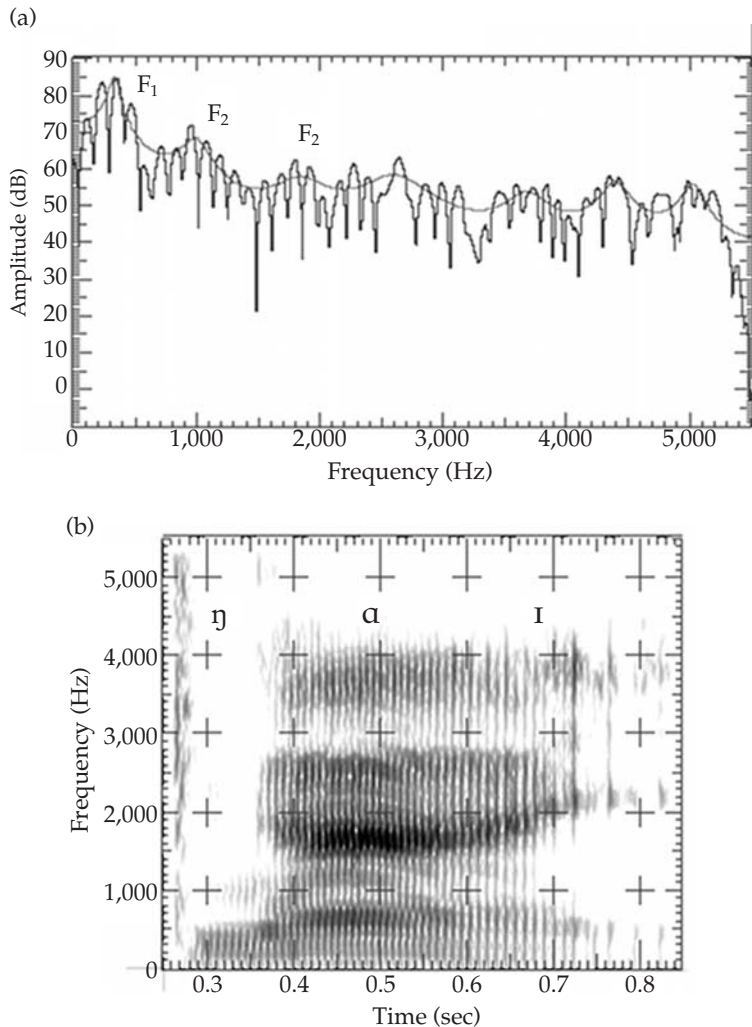 (a)
90
80
70
60
50
40
30
20
10
0
Amplitude (dB)
F₁
F₂
F₂
0 1,000 2,000 3,000 4,000 5,000
Frequency (Hz)
(b)
5,000
4,000
3,000
2,000
1,000
0
Frequency (Hz)
ŋ ɑ ɪ
0.3 0.4 0.5 0.6 0.7 0.8
Time (sec)